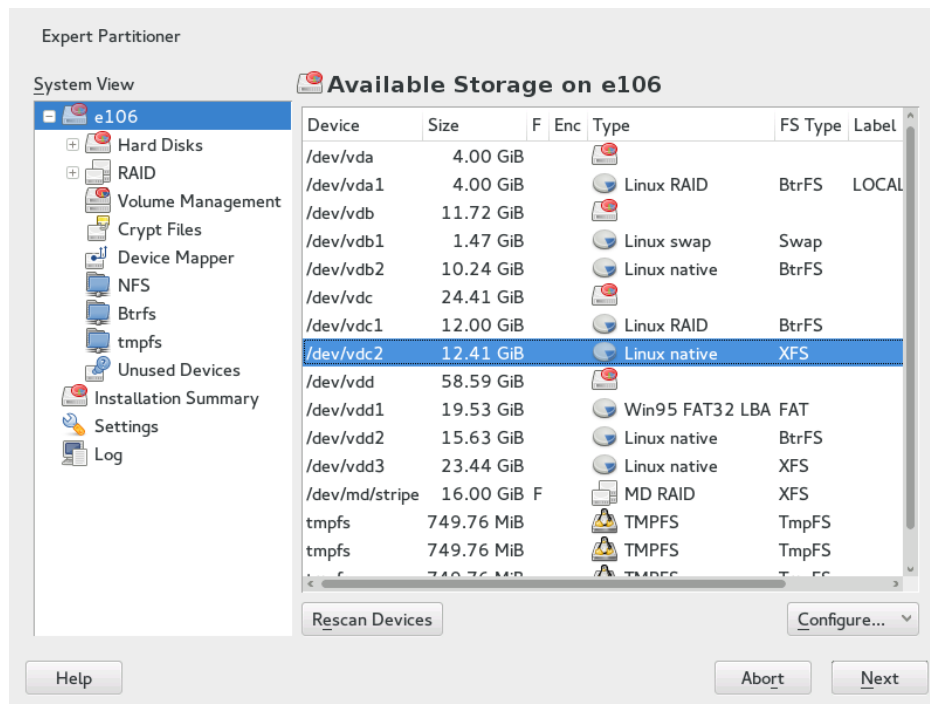 Expert Partitioner
System View
Available Storage on e106
e106
Hard Disks
RAID
Volume Management
Crypt Files
Device Mapper
NFS
Btrfs
tmpfs
Unused Devices
Installation Summary
Settings
Log
Device Size F Enc Type FS Type Label
/dev/vda 4.00 GiB
/dev/vda1 4.00 GiB Linux RAID BtrFS LOCAL
/dev/vdb 11.72 GiB
/dev/vdb1 1.47 GiB Linux swap Swap
/dev/vdb2 10.24 GiB Linux native BtrFS
/dev/vdc 24.41 GiB
/dev/vdc1 12.00 GiB Linux RAID BtrFS
/dev/vdc2 12.41 GiB Linux native XFS
/dev/vdd 58.59 GiB
/dev/vdd1 19.53 GiB Win95 FAT32 LBA FAT
/dev/vdd2 15.63 GiB Linux native BtrFS
/dev/vdd3 23.44 GiB Linux native XFS
/dev/md/stripe 16.00 GiB F MD RAID XFS
tmpfs 749.76 MiB TMPFS TmpFS
tmpfs 749.76 MiB TMPFS TmpFS
Rescan Devices
Configure...
Help
Abort
Next